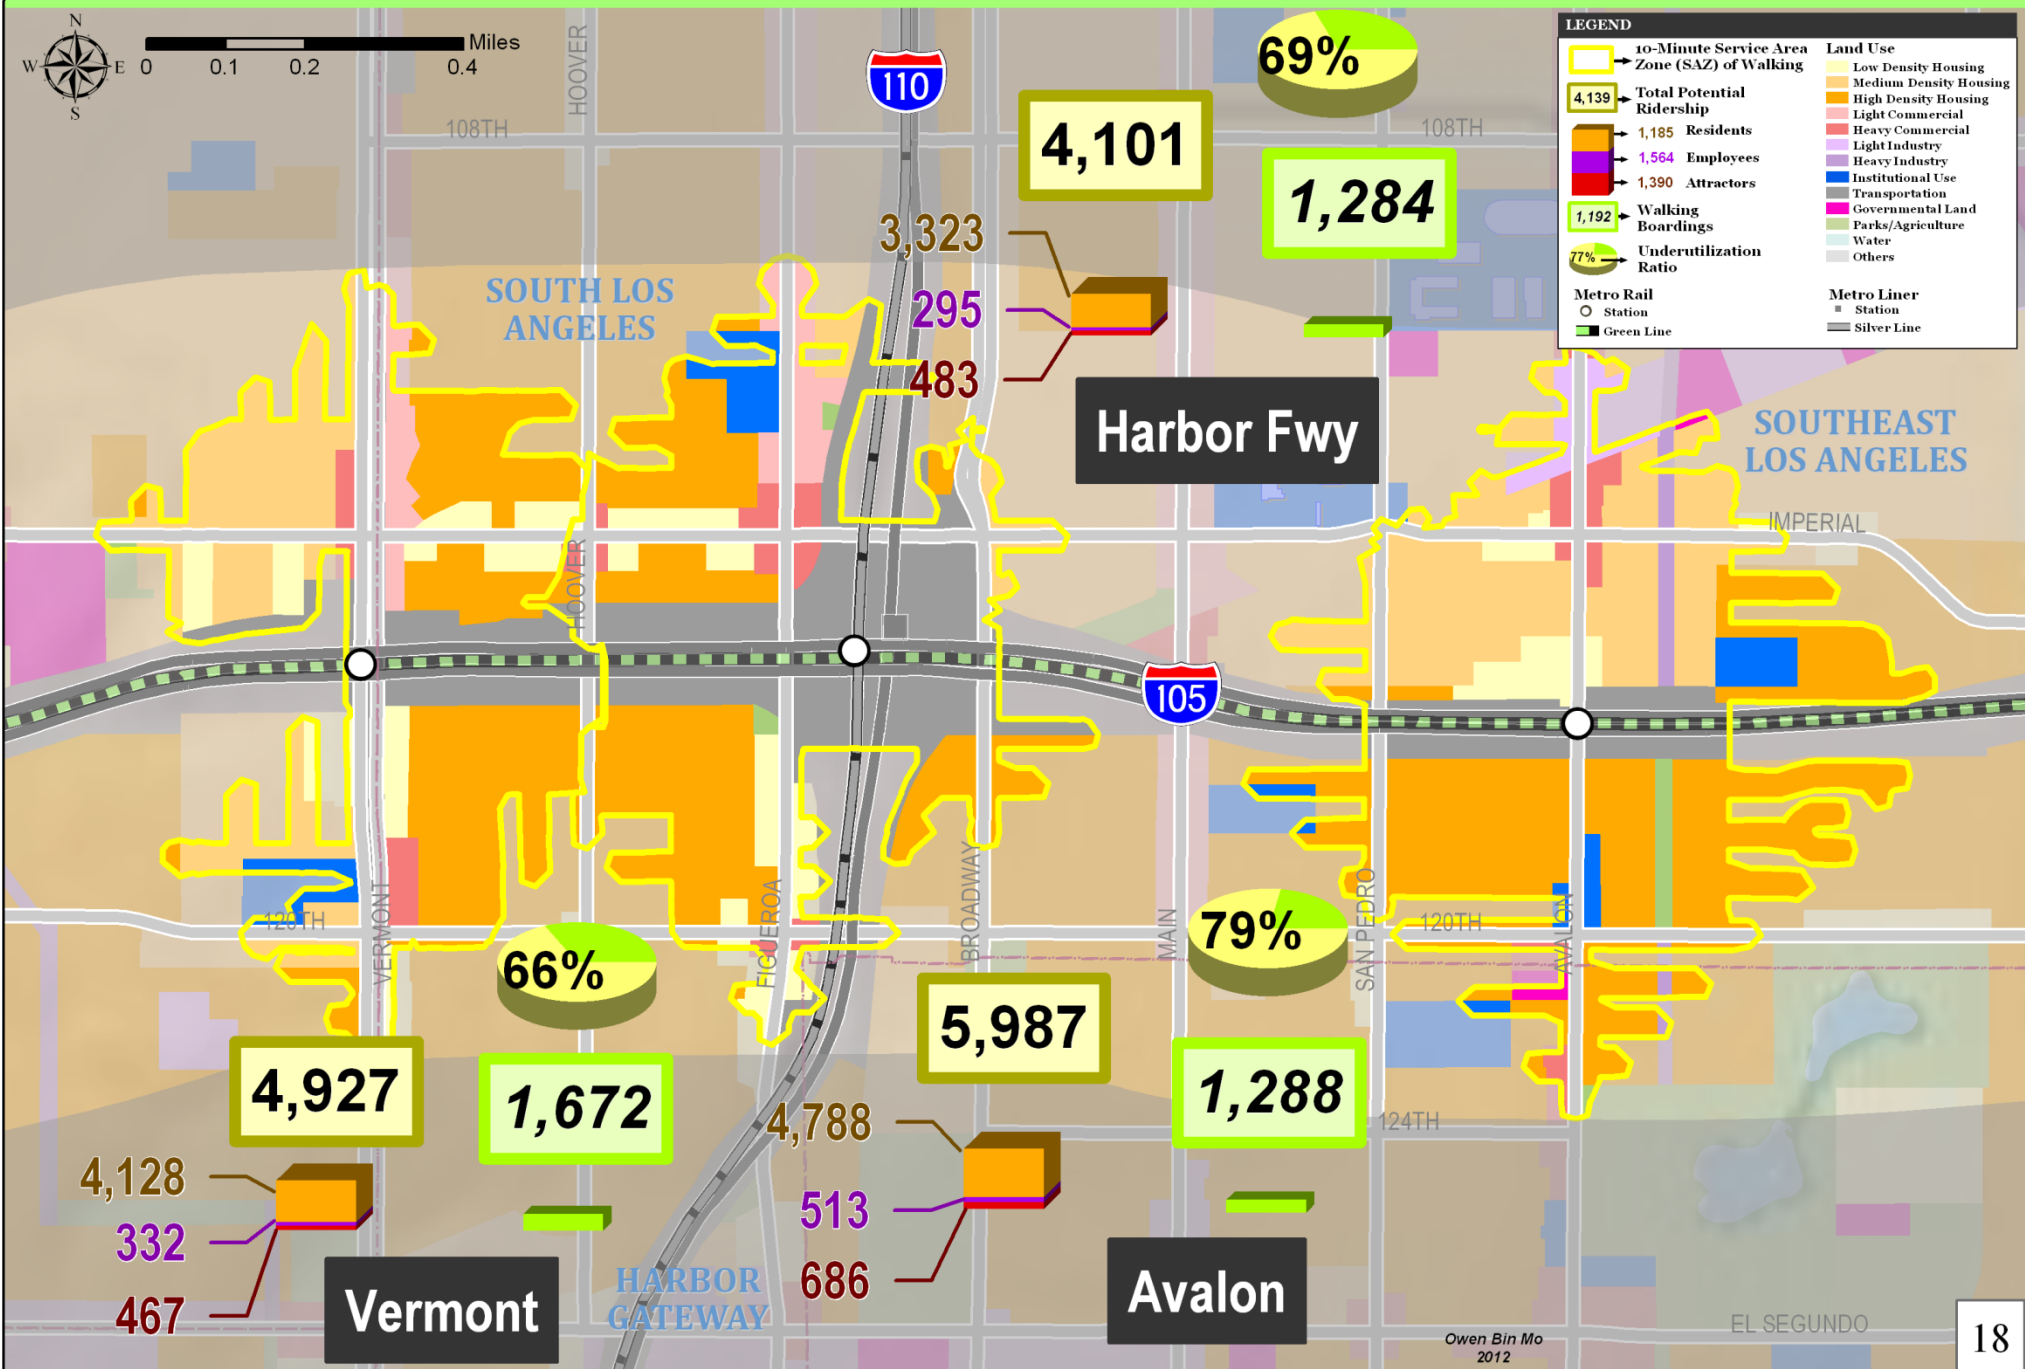 N
W E
S
0 0.1 0.2 0.4
Miles
HOOVER
110
69%
4,101
108TH
108TH
1,284
3,323
295
483
Harbor Fwy
LEGEND
10-Minute Service Area
Zone (SAZ) of Walking
4,139
Total Potential
Ridership
1,185 Residents
1,564 Employees
1,390 Attractors
1,192
Walking
Boardings
77%
Underutilization
Ratio
Metro Rail
Station
Green Line
Land Use
Low Density Housing
Medium Density Housing
High Density Housing
Light Commercial
Heavy Commercial
Light Industry
Heavy Industry
Institutional Use
Transportation
Governmental Land
Parks/Agriculture
Water
Others
Metro Liner
Station
Silver Line
SOUTH LOS
ANGELES
SOUTHEAST
LOS ANGELES
IMPERIAL
HOOVER
105
120TH
VERMONT
FIGUEROA
BROADWAY
MAIN
SAN PEDRO
120TH
AVALON
66%
79%
4,927
1,672
5,987
1,288
124TH
4,128
332
467
Vermont
4,788
513
686
Avalon
HARBOR
GATEWAY
EL SEGUNDO
Owen Bin Mo
2012
18